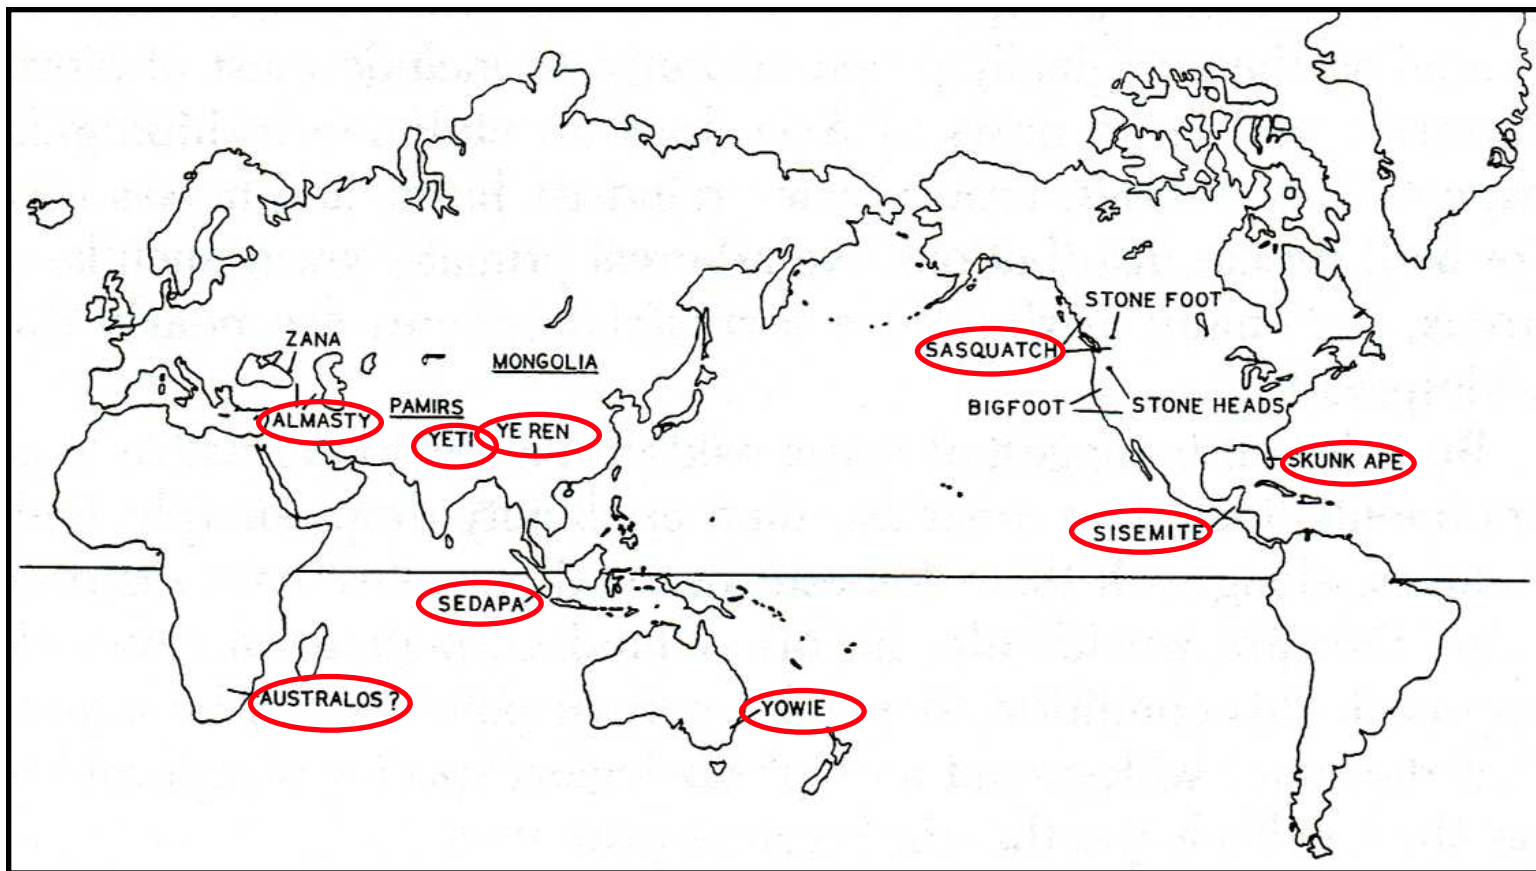 STONE FOOT
ZANA
SASQUATCH
MONGOLIA
PAMIRS
BIGFOOT
STONE HEADS
ALMASTY
YETI
YE REN
SKUNK APE
SISEMITE
SEDAPA
AUSTRALOS ?
YOWIE